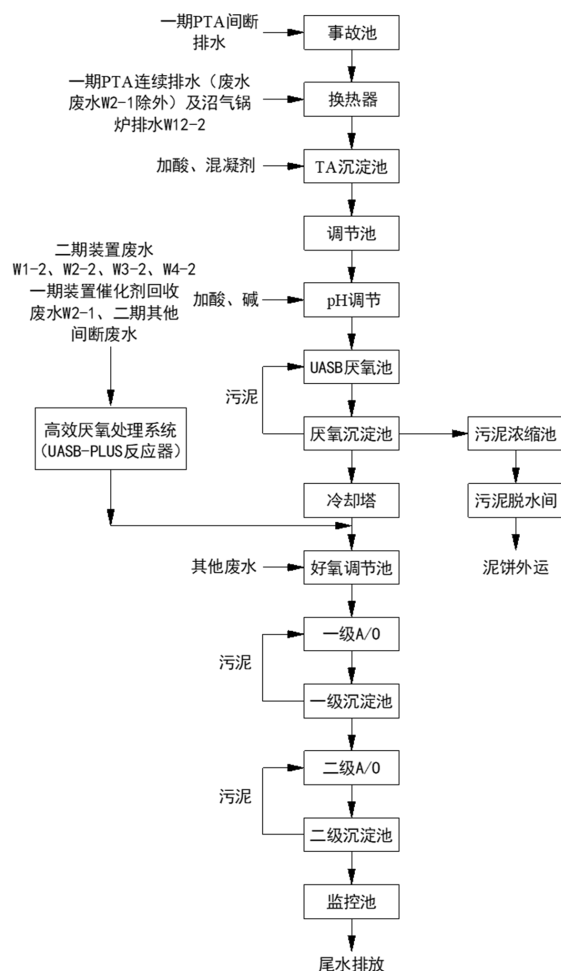 一期PTA间断
排水
事故池
一期PTA连续排水（废水
废水W2-1除外）及沼气锅
炉排水W12-2
换热器
加酸、混凝剂
TA沉淀池
调节池
二期装置废水
W1-2、W2-2、W3-2、W4-2
一期装置催化剂回收
废水W2-1、二期其他
间断废水
加酸、碱
pH调节
UASB厌氧池
污泥
高效厌氧处理系统
（UASB-PLUS反应器）
厌氧沉淀池
污泥浓缩池
冷却塔
污泥脱水间
其他废水
好氧调节池
泥饼外运
一级A/O
污泥
一级沉淀池
二级A/O
污泥
二级沉淀池
监控池
尾水排放